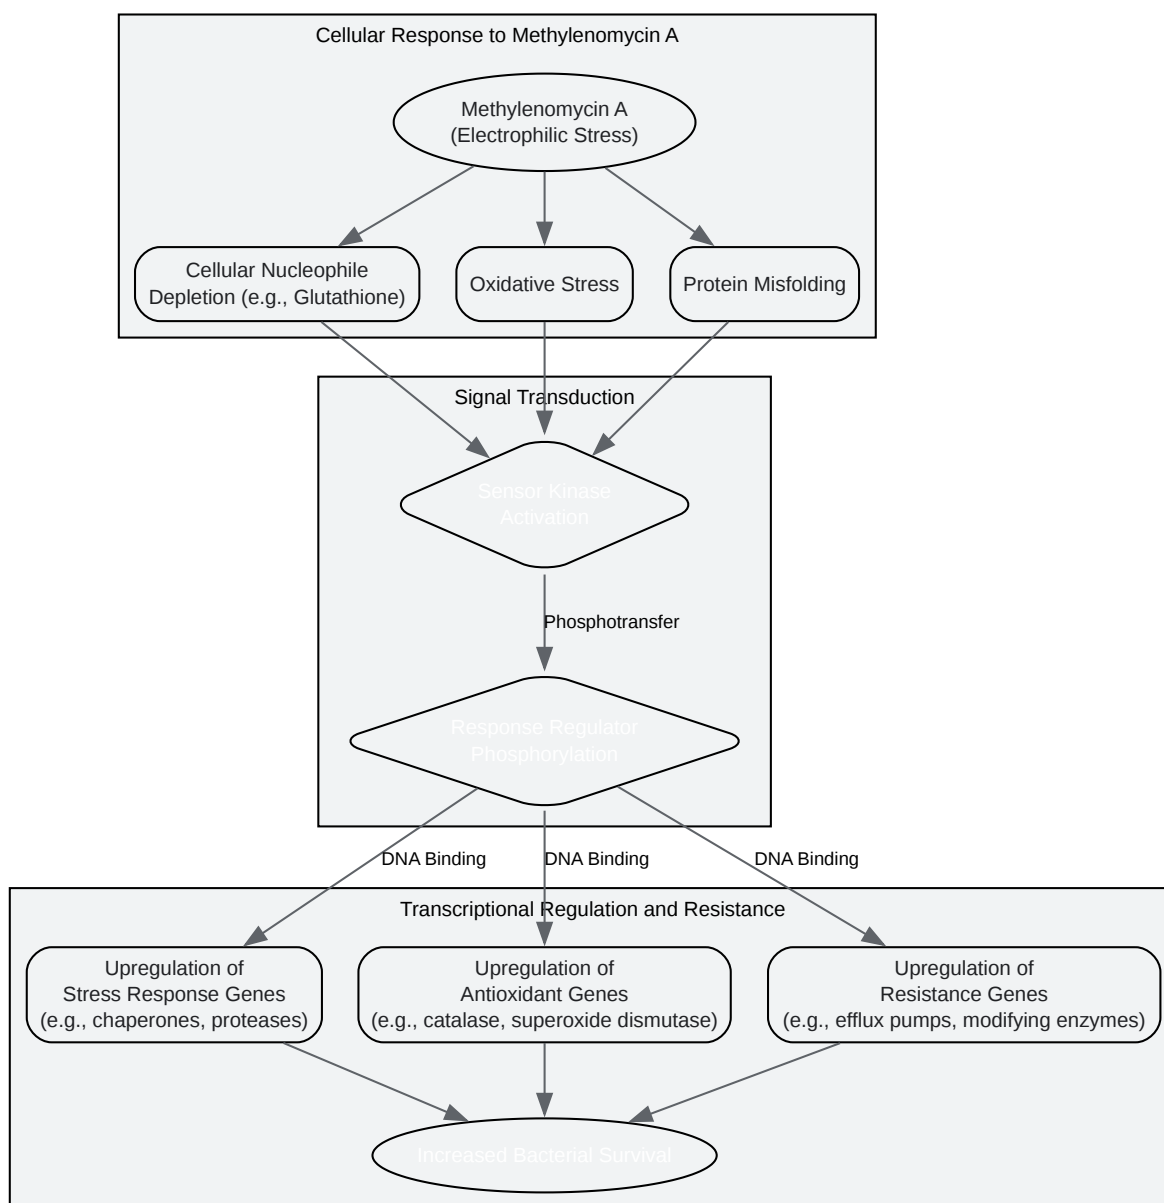 Cellular Response to Methylenomycin A
Methylenomycin A
(Electrophilic Stress)
Cellular Nucleophile
Depletion (e.g., Glutathione)
Oxidative Stress
Protein Misfolding
Signal Transduction
Sensor Kinase
Activation
Phosphotransfer
Response Regulator
Phosphorylation
DNA Binding
DNA Binding
DNA Binding
Transcriptional Regulation and Resistance
Upregulation of
Stress Response Genes
(e.g., chaperones, proteases)
Upregulation of
Antioxidant Genes
(e.g., catalase, superoxide dismutase)
Upregulation of
Resistance Genes
(e.g., efflux pumps, modifying enzymes)
Increased Bacterial Survival